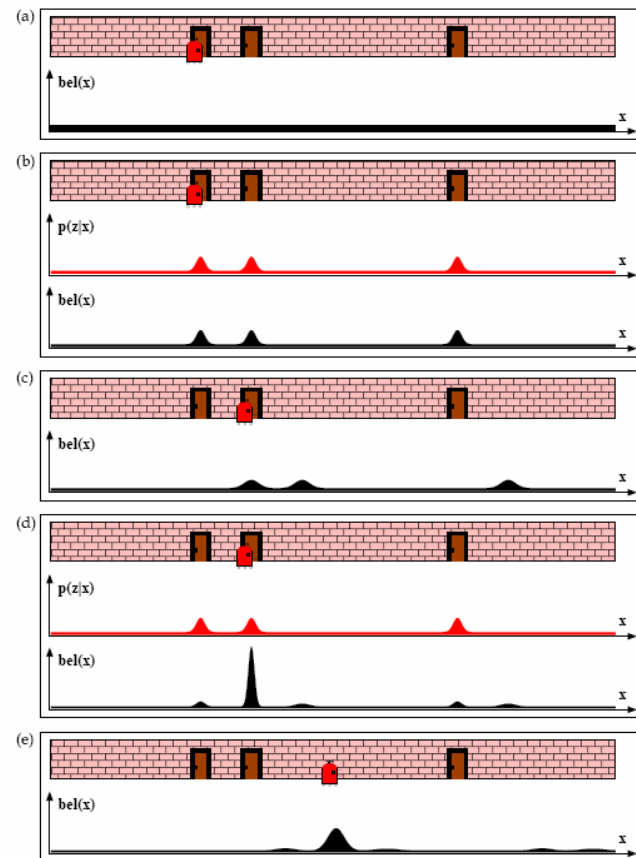 (a)
bel(x)
x
(b)
p(z|x)
x
bel(x)
x
(c)
bel(x)
x
(d)
p(z|x)
x
bel(x)
x
(e)
bel(x)
x